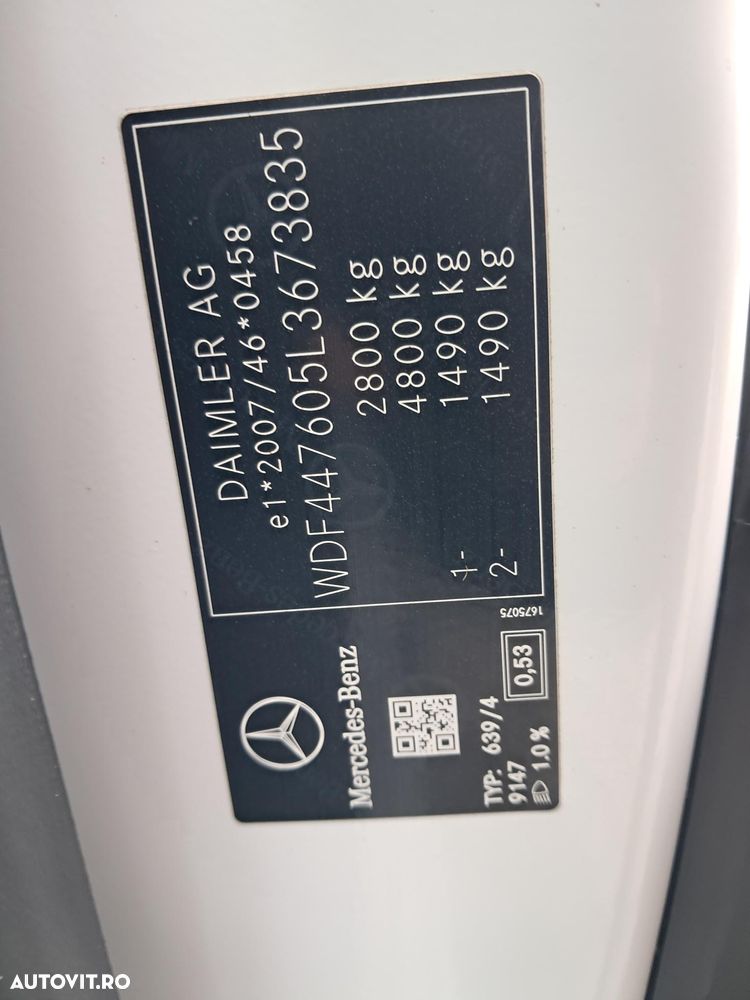 DAIMLER AG
e1*2007/46*0458
WDF447605L3673835
2800 kg
4800 kg
1- 1490 kg
2- 1490 kg
Mercedes-Benz
TYP: 639/4
9147
1.0 %
0,53
1675075
AUTOVIT.RO